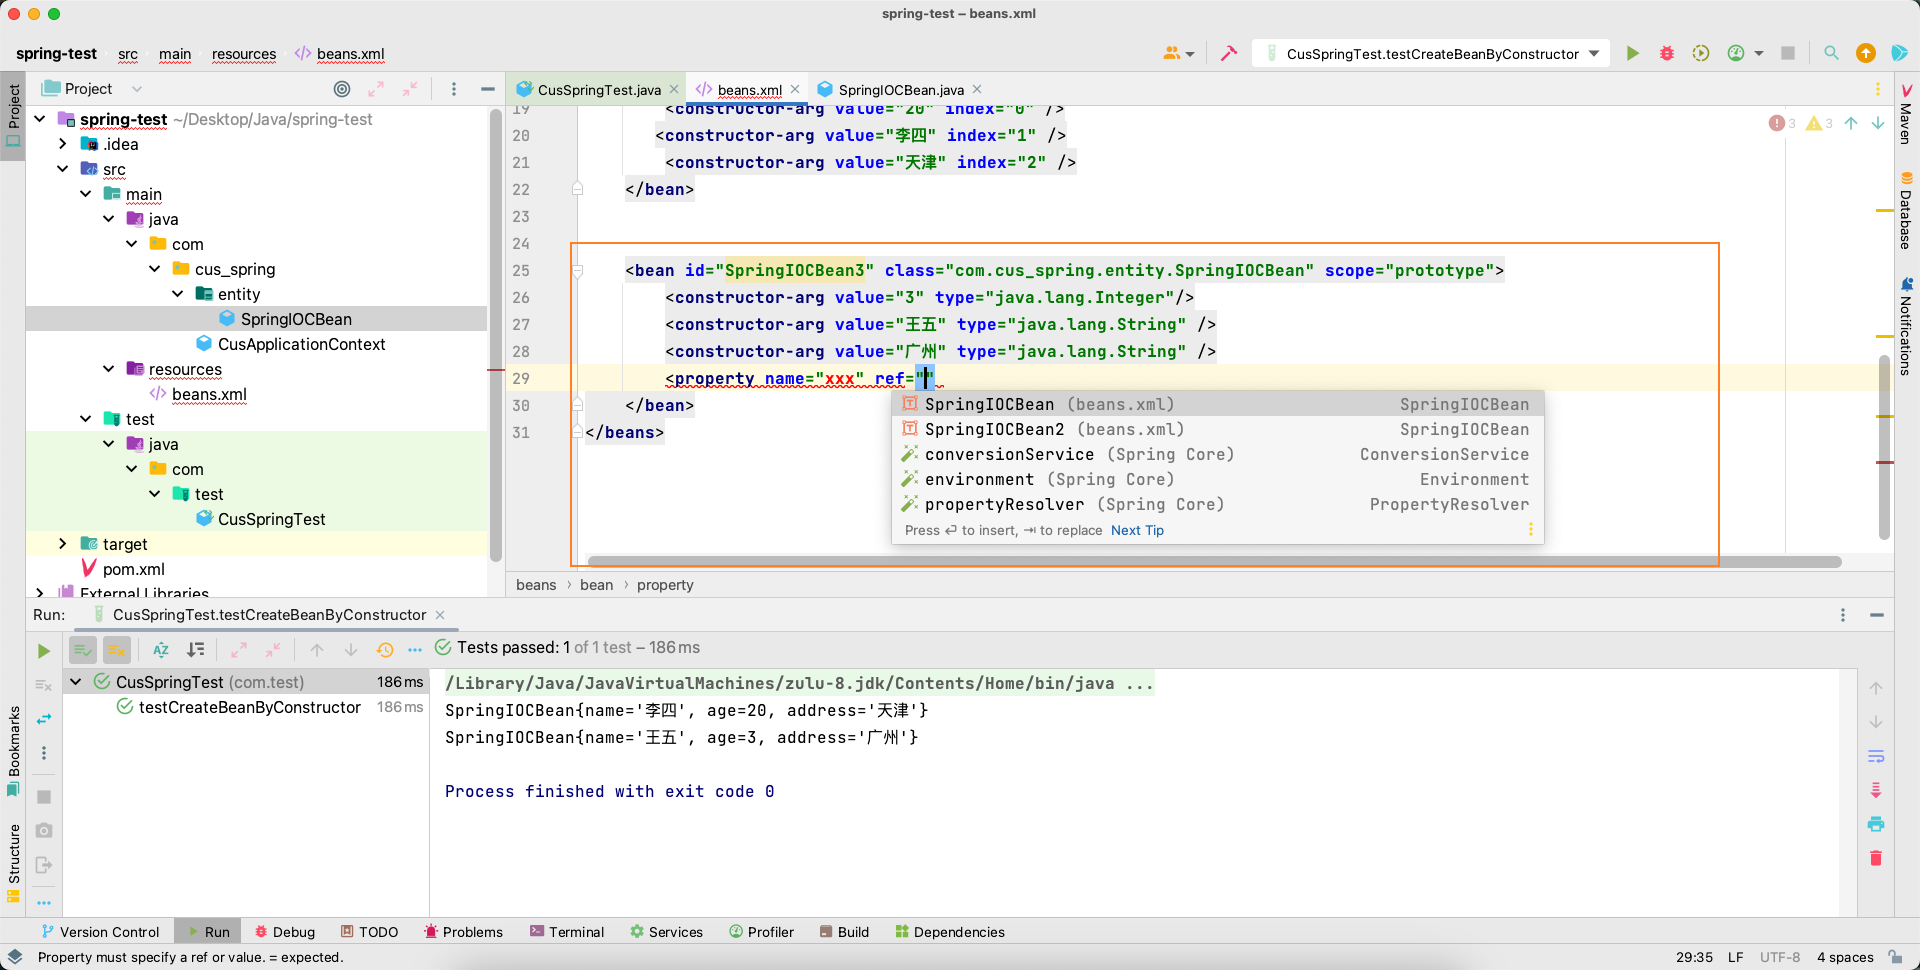 spring-test – beans.xml
spring-test src main resources beans.xml
CusSpringTest.testCreateBeanByConstructor
Project
CusSpringTest.java
beans.xml
SpringIOCBean.java
Project
Maven
Database
Notifications
Bookmarks
Structure
spring-test ~/Desktop/Java/spring-test
.idea
src
main
java
com
cus_spring
entity
SpringIOCBean
CusApplicationContext
resources
beans.xml
test
java
com
test
CusSpringTest
target
pom.xml
External Libraries
3 3
19 <constructor-arg value="20" index="0" />
20 <constructor-arg value="李四" index="1" />
21 <constructor-arg value="天津" index="2" />
22 </bean>
23
24
25 <bean id="SpringIOCBean3" class="com.cus_spring.entity.SpringIOCBean" scope="prototype">
26 <constructor-arg value="3" type="java.lang.Integer"/>
27 <constructor-arg value="王五" type="java.lang.String" />
28 <constructor-arg value="广州" type="java.lang.String" />
29 <property name="xxx" ref=""
30 </bean>
31 </beans>
SpringIOCBean (beans.xml) SpringIOCBean
SpringIOCBean2 (beans.xml) SpringIOCBean
conversionService (Spring Core) ConversionService
environment (Spring Core) Environment
propertyResolver (Spring Core) PropertyResolver
Press ↵ to insert, ⇥ to replace Next Tip
beans › bean › property
Run: CusSpringTest.testCreateBeanByConstructor
Tests passed: 1 of 1 test – 186 ms
CusSpringTest (com.test) 186 ms
testCreateBeanByConstructor 186 ms
/Library/Java/JavaVirtualMachines/zulu-8.jdk/Contents/Home/bin/java ...
SpringIOCBean{name='李四', age=20, address='天津'}
SpringIOCBean{name='王五', age=3, address='广州'}
Process finished with exit code 0
Version Control Run Debug TODO Problems Terminal Services Profiler Build Dependencies
Property must specify a ref or value. = expected.
29:35 LF UTF-8 4 spaces